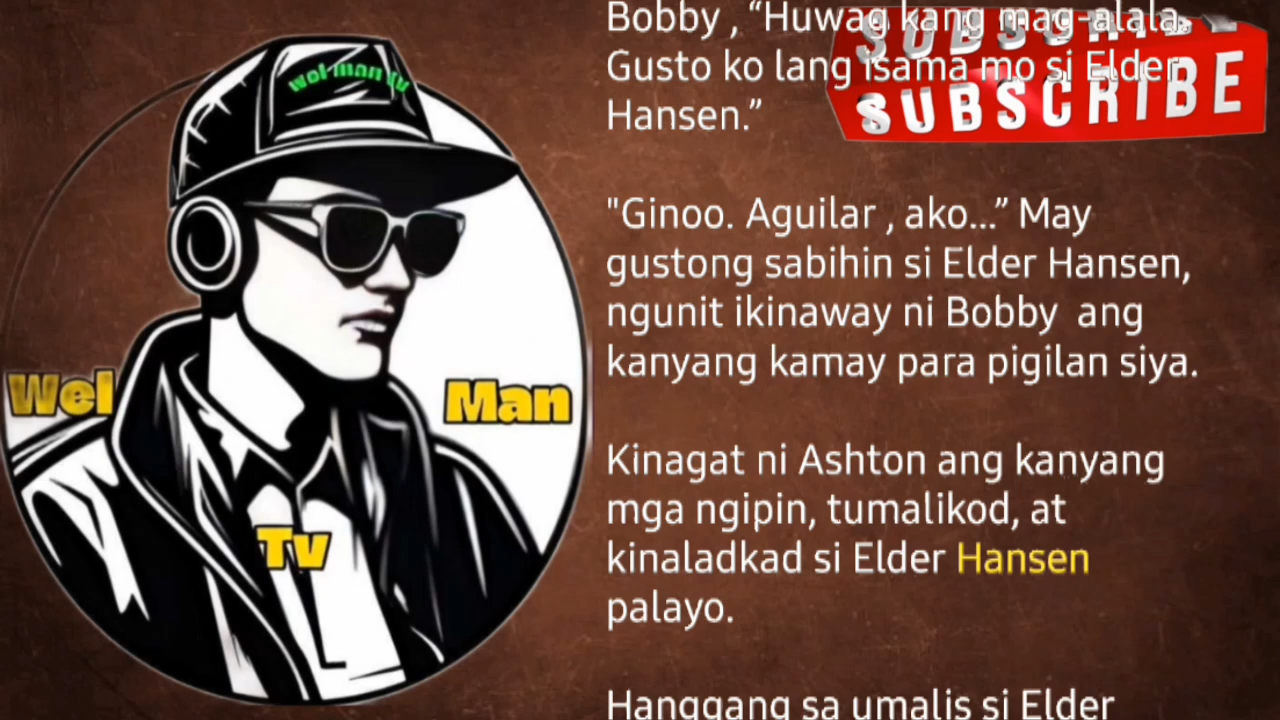 Bobby , “Huwag kang mag-alala.
Gusto ko lang isama mo si Elder
Hansen.”
SUBSCRIBE
SUBSCRIBE
"Ginoo. Aguilar , ako...” May
gustong sabihin si Elder Hansen,
ngunit ikinaway ni Bobby  ang
kanyang kamay para pigilan siya.
Kinagat ni Ashton ang kanyang
mga ngipin, tumalikod, at
kinaladkad si Elder Hansen
palayo.
Hanggang sa umalis si Elder
wel man tv
Wel
Man
Tv